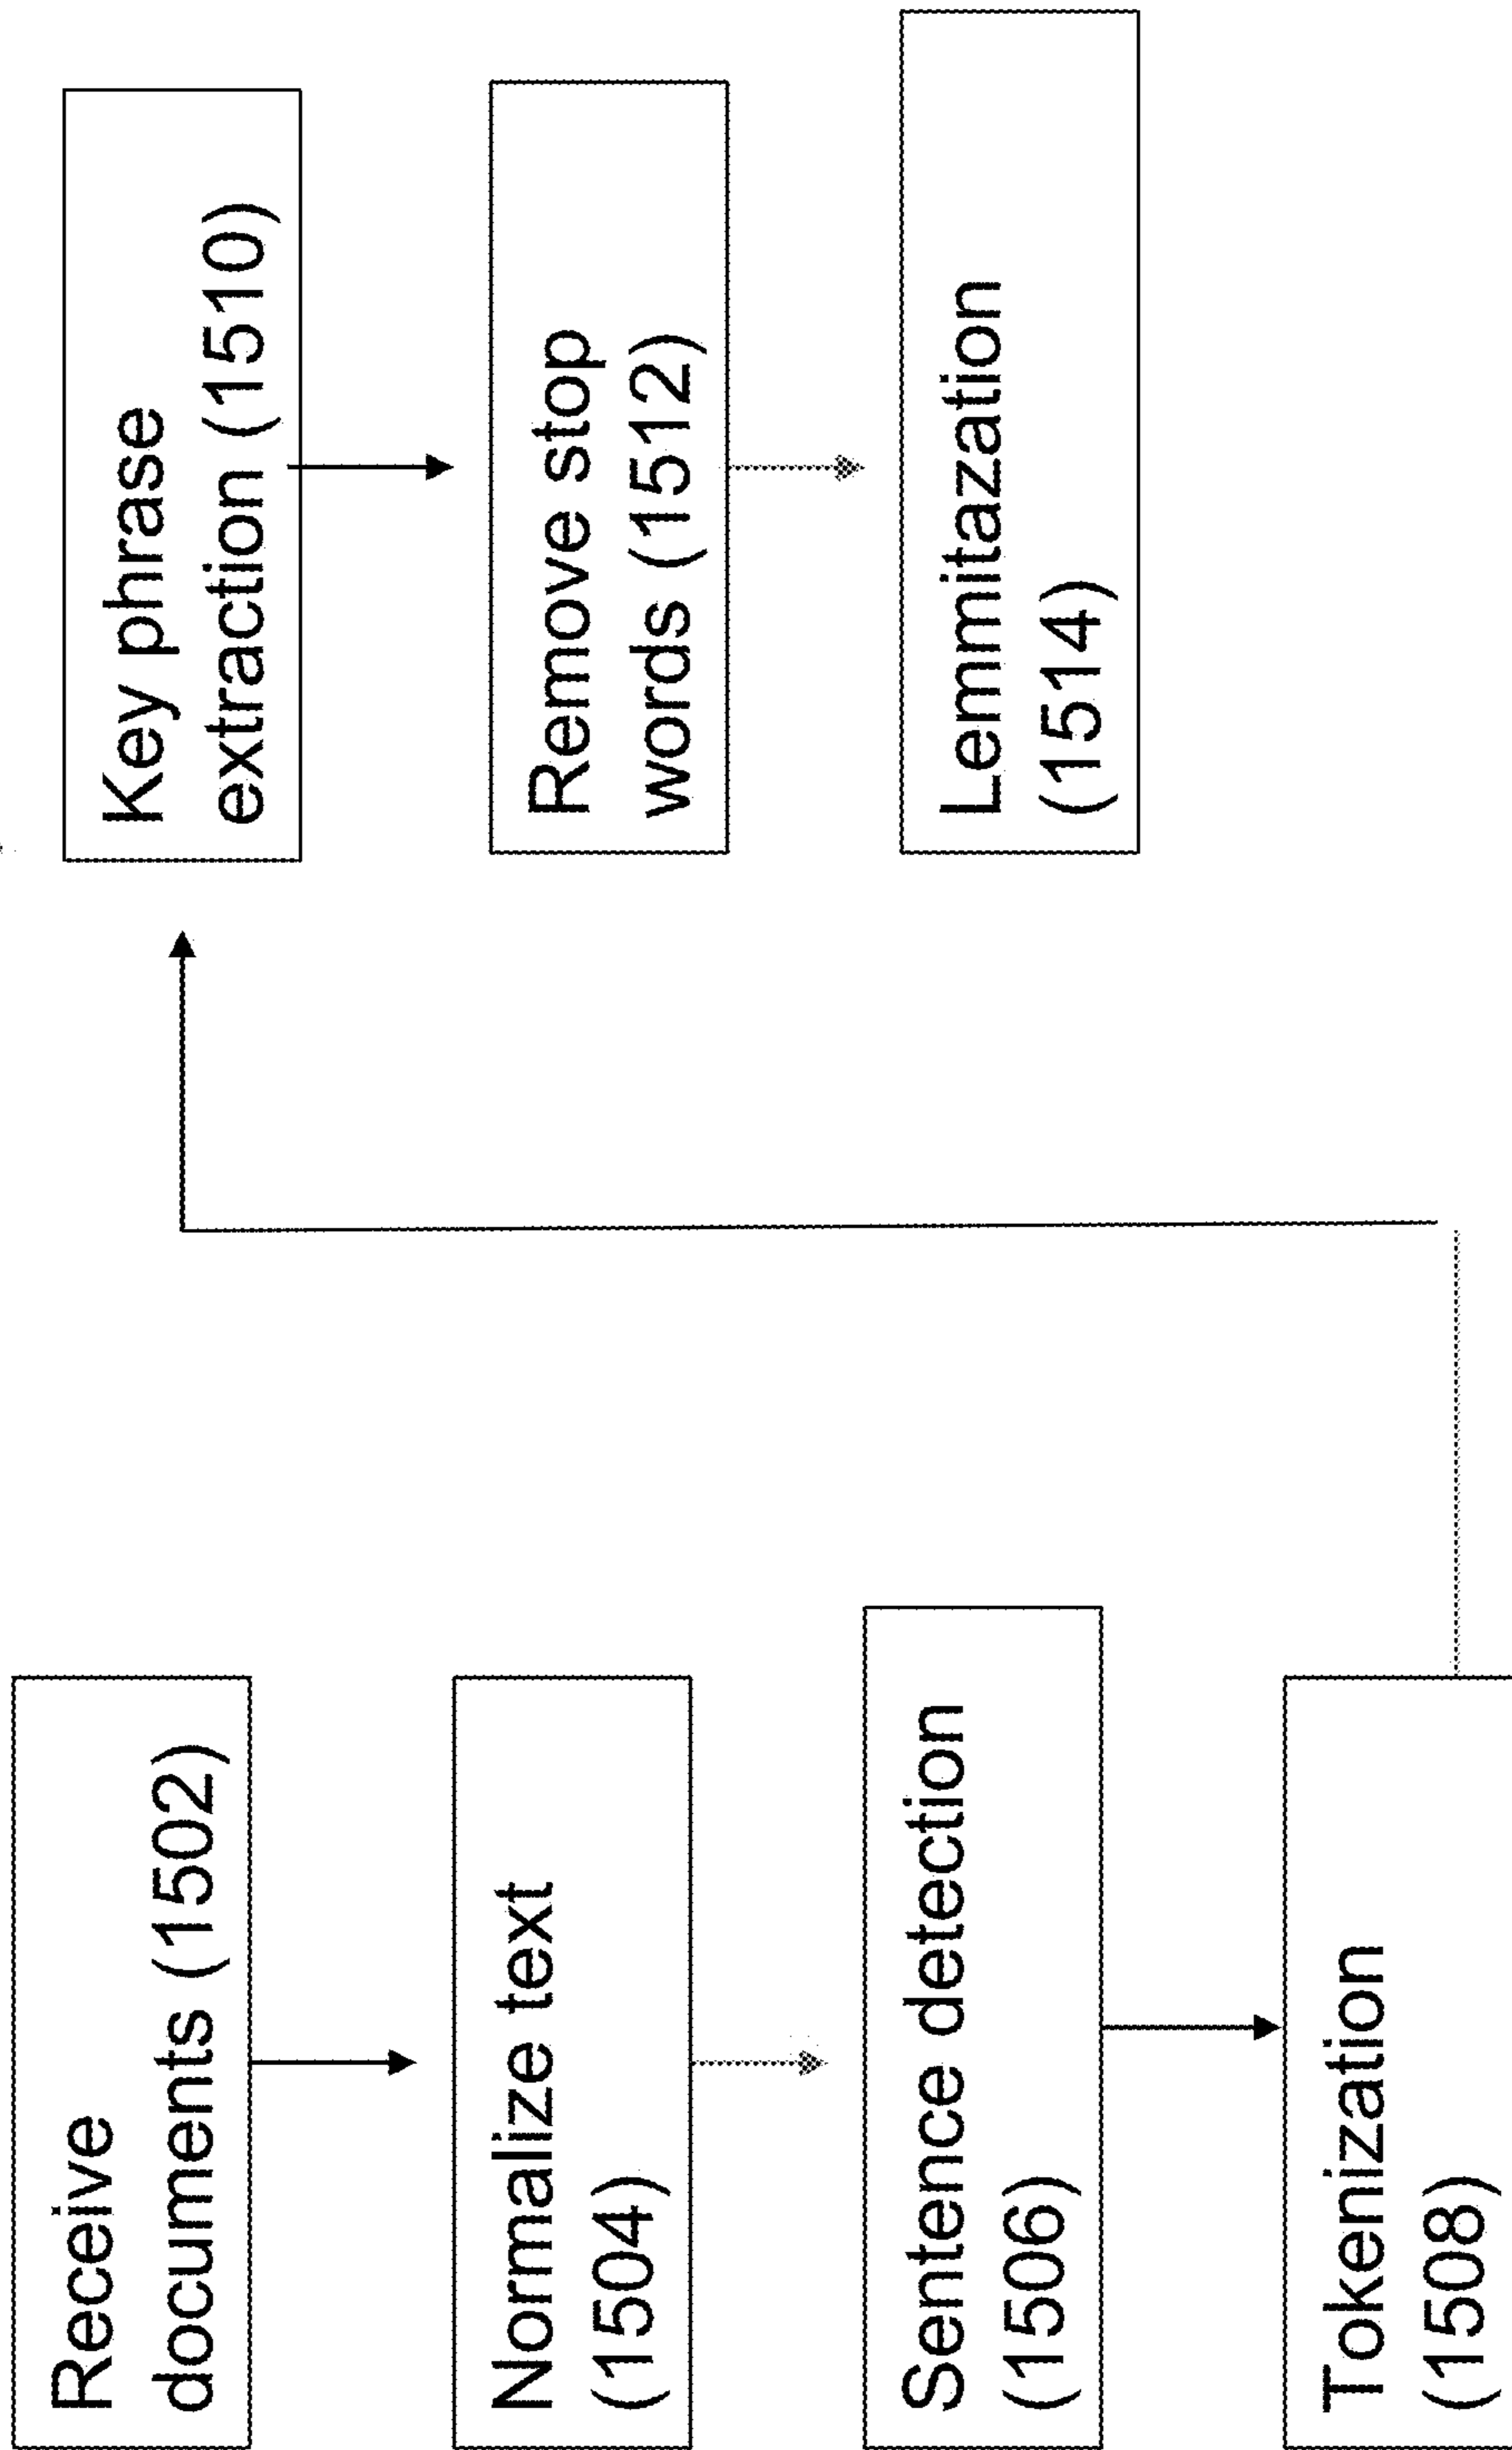 Receive
documents (1502)
Normalize text
(1504)
Sentence detection
(1506)
Tokenization
(1508)
Key phrase
extraction (1510)
Remove stop
words (1512)
Lemmitazation
(1514)